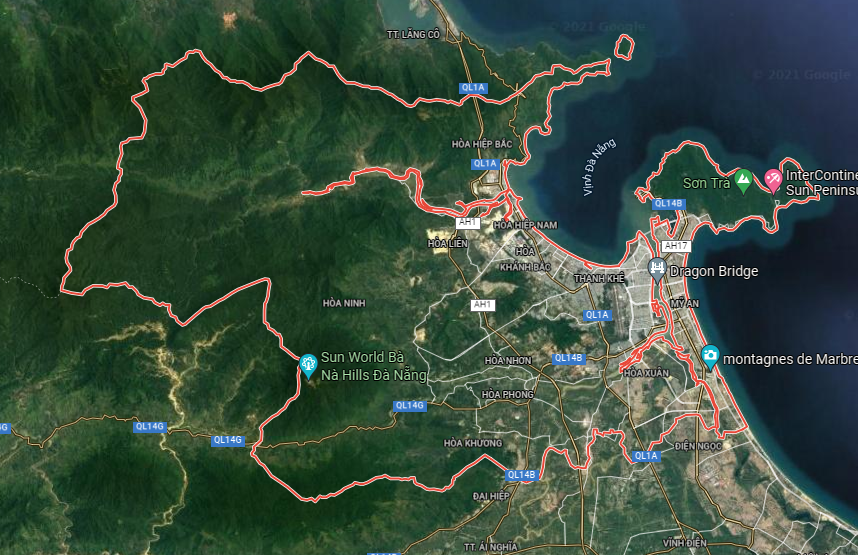 © 2021 Google
TT. LĂNG CÔ
© 2021 Google
QL1A
HÒA HIỆP BẮC
QL1A
Vịnh Đà Nẵng
Sơn Trà
InterContine
Sun Peninsu
QL14B
AH1
HÒA HIỆP NAM
HÒA LIÊN
HÒA
KHÁNH BẮC
AH17
THANH KHÊ
Dragon Bridge
HÒA NINH
AH1
MỸ AN
QL1A
Sun World Bà
Nà Hills Đà Nẵng
HÒA NHƠN
QL14B
montagnes de Marbre
HÒA XUÂN
HÒA PHONG
QL14G
QL14G
QL14G
HÒA KHƯƠNG
ĐIỆN NGỌC
QL1A
QL14B
ĐẠI HIỆP
TT. ÁI NGHĨA
VĨNH ĐIỆN